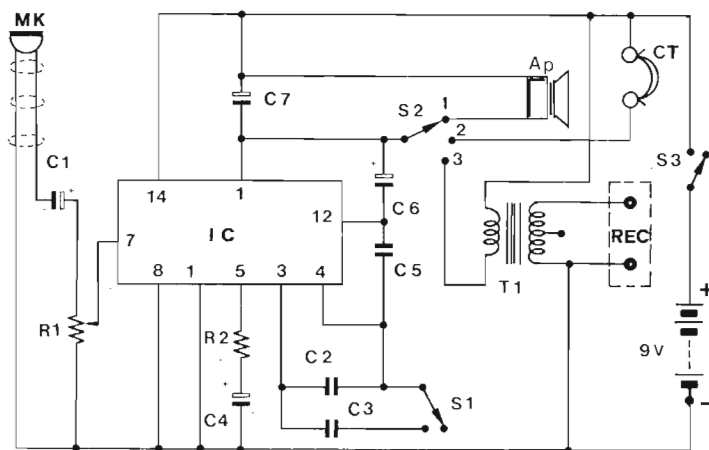 MK
CT
Ap
C7
S2
1
2
3
C1
+
S3
+
14
1
12
C6
IC
7
REC
C5
8
1
5
3
4
T1
+
R1
R2
C2
9V
+
C3
S1
C4
−